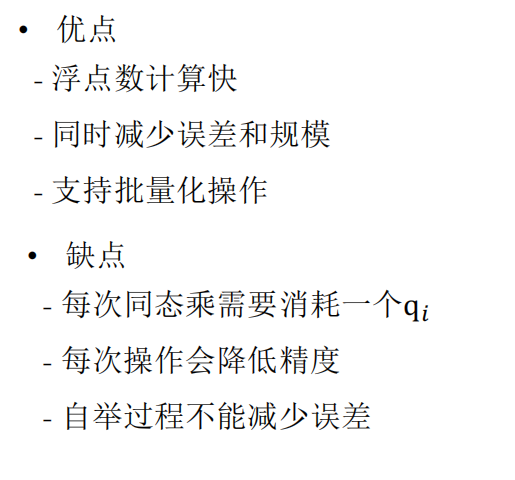 • 优点
- 浮点数计算快
- 同时减少误差和规模
- 支持批量化操作
• 缺点
- 每次同态乘需要消耗一个qᵢ
- 每次操作会降低精度
- 自举过程不能减少误差